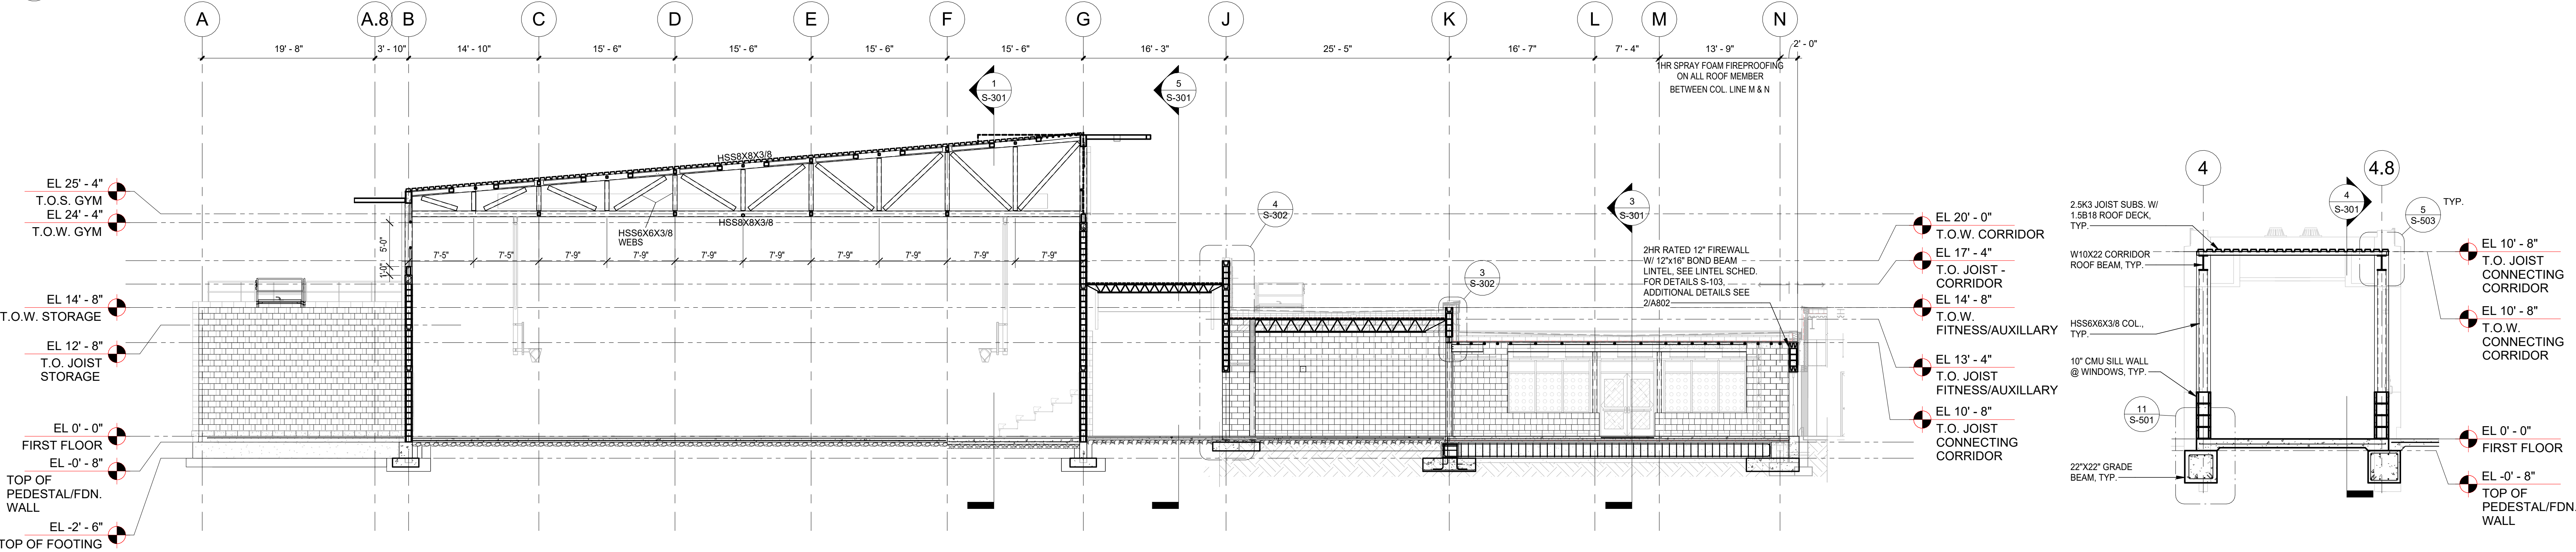 A
A.8
B
C
D
E
F
G
J
K
L
M
N
19' - 8"
3' - 10"
14' - 10"
15' - 6"
15' - 6"
15' - 6"
15' - 6"
16' - 3"
25' - 5"
16' - 7"
7' - 4"
13' - 9"
2' - 0"
1HR SPRAY FOAM FIREPROOFING
ON ALL ROOF MEMBER
BETWEEN COL. LINE M & N
1
S-301
5
S-301
HSS8X8X3/8
HSS8X8X3/8
HSS6X6X3/8
WEBS
5'-0"
1'-0"
7'-5"
7'-5"
7'-9"
7'-9"
7'-9"
7'-9"
7'-9"
7'-9"
7'-9"
7'-9"
4
S-302
3
S-302
3
S-301
2HR RATED 12" FIREWALL
W/ 12"x16" BOND BEAM
LINTEL, SEE LINTEL SCHED.
FOR DETAILS S-103,
ADDITIONAL DETAILS SEE
2/A802
EL 25' - 4"
T.O.S. GYM
EL 24' - 4"
T.O.W. GYM
EL 14' - 8"
T.O.W. STORAGE
EL 12' - 8"
T.O. JOIST
STORAGE
EL 0' - 0"
FIRST FLOOR
EL -0' - 8"
TOP OF
PEDESTAL/FDN.
WALL
EL -2' - 6"
TOP OF FOOTING
EL 20' - 0"
T.O.W. CORRIDOR
EL 17' - 4"
T.O. JOIST -
CORRIDOR
EL 14' - 8"
T.O.W.
FITNESS/AUXILLARY
EL 13' - 4"
T.O. JOIST
FITNESS/AUXILLARY
EL 10' - 8"
T.O. JOIST
CONNECTING
CORRIDOR
4
4.8
4
S-301
5
S-503
TYP.
2.5K3 JOIST SUBS. W/
1.5B18 ROOF DECK,
TYP.
W10X22 CORRIDOR
ROOF BEAM, TYP.
HSS6X6X3/8 COL.,
TYP.
10" CMU SILL WALL
@ WINDOWS, TYP.
11
S-501
22"X22" GRADE
BEAM, TYP.
EL 10' - 8"
T.O. JOIST
CONNECTING
CORRIDOR
EL 10' - 8"
T.O.W.
CONNECTING
CORRIDOR
EL 0' - 0"
FIRST FLOOR
EL -0' - 8"
TOP OF
PEDESTAL/FDN.
WALL